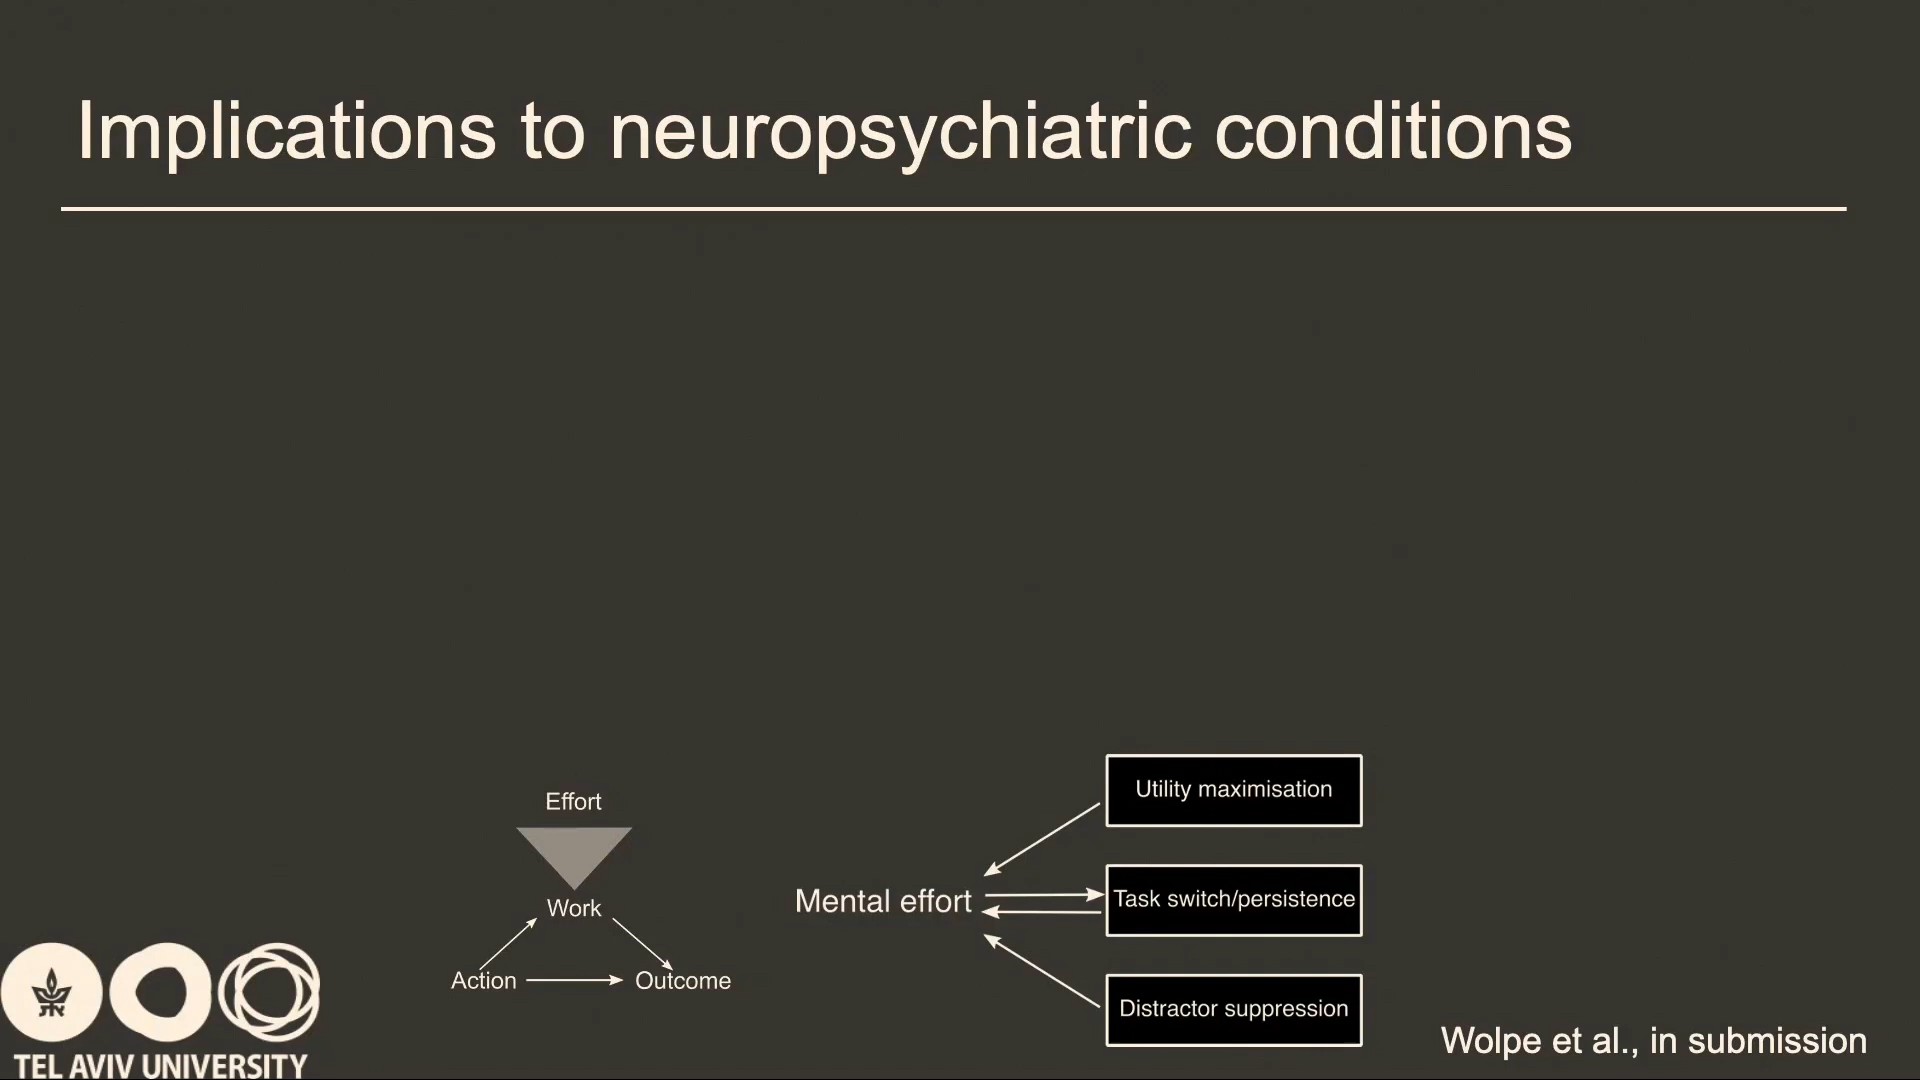 Implications to neuropsychiatric conditions
Effort
Work
Action
Outcome
Mental effort
Utility maximisation
Task switch/persistence
Distractor suppression
Wolpe et al., in submission
TEL AVIV UNIVERSITY